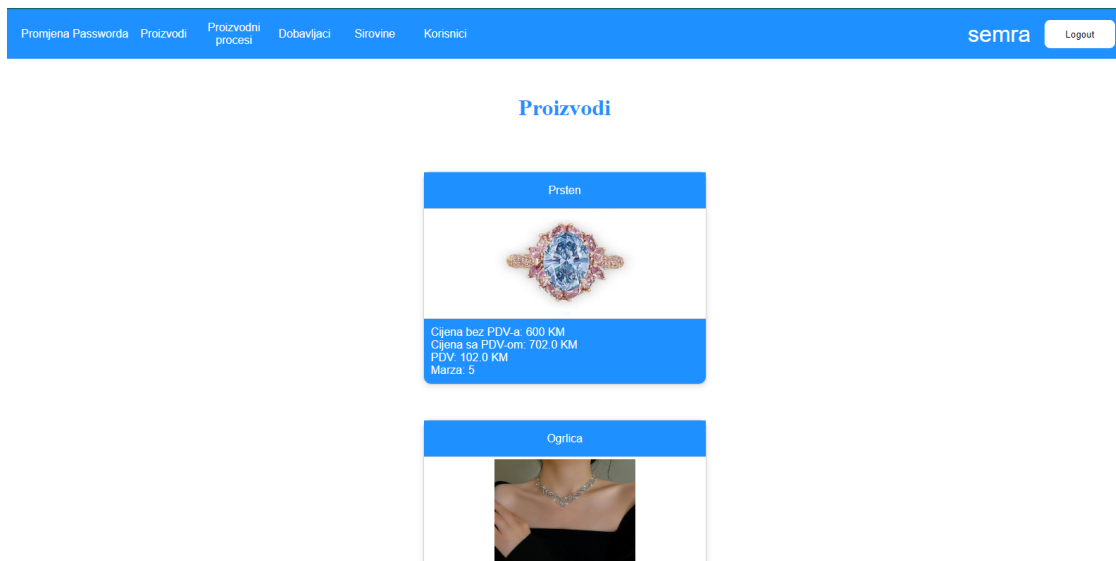 Promjena Passworda
Proizvodi
Proizvodni
procesi
Dobavljaci
Sirovine
Korisnici
semra
Logout
Proizvodi
Prsten
Cijena bez PDV-a: 600 KM
Cijena sa PDV-om: 702.0 KM
PDV: 102.0 KM
Marza: 5
Ogrlica